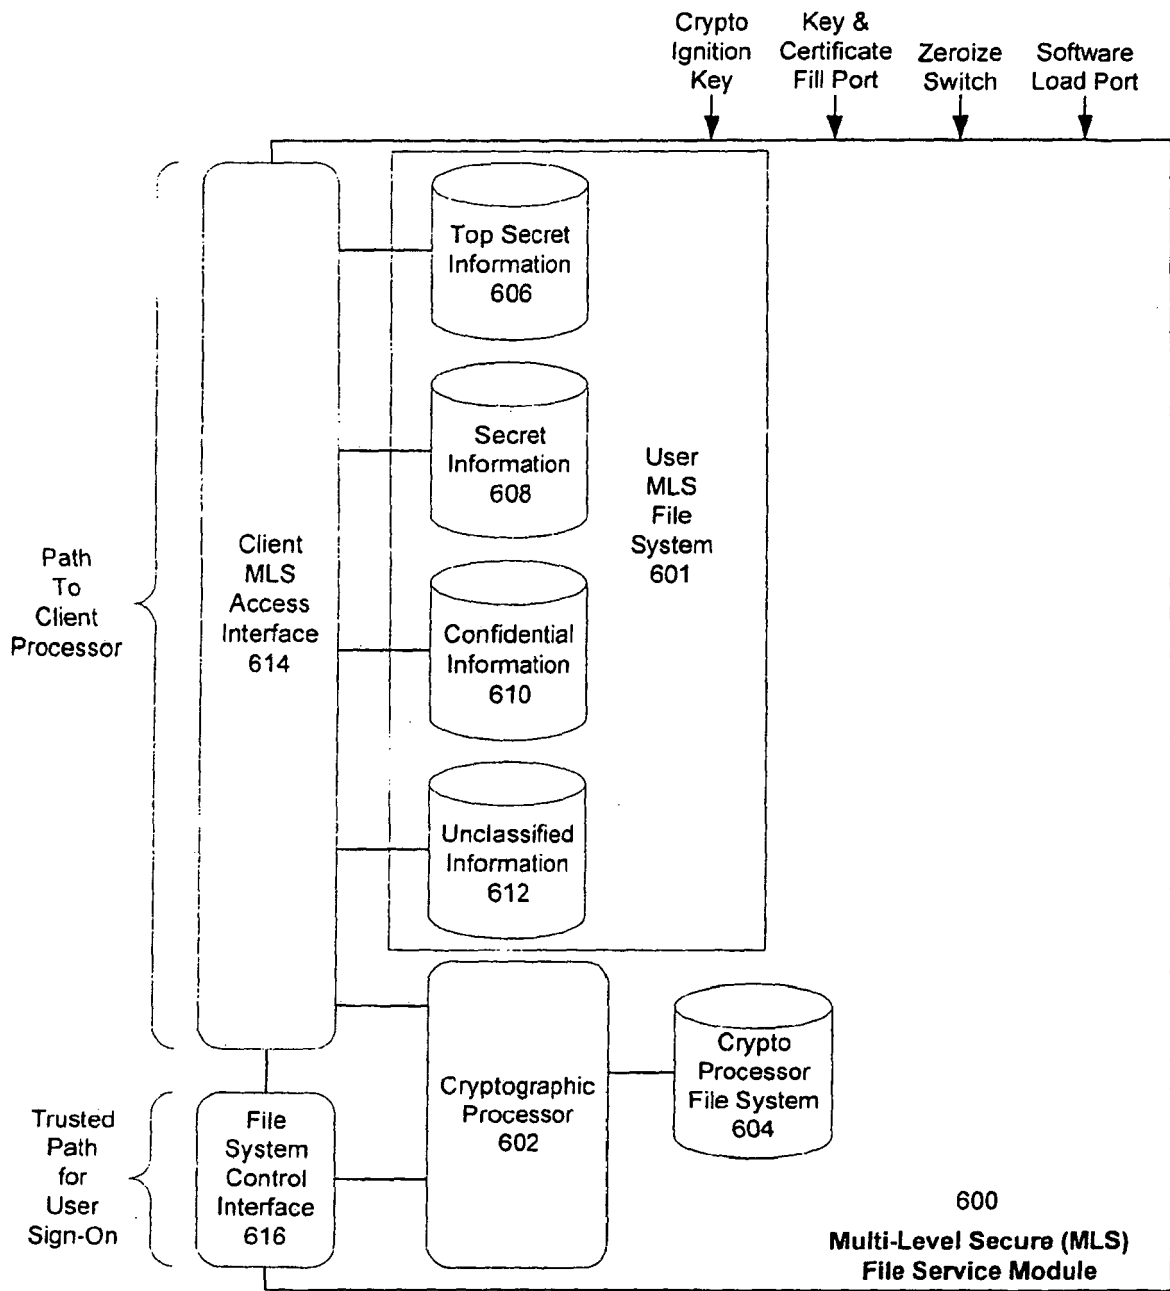 Crypto
Ignition
Key
Key &
Certificate
Fill Port
Zeroize
Switch
Software
Load Port
Top Secret
Information
606
Secret
Information
608
User
MLS
File
System
601
Path
To
Client
Processor
Client
MLS
Access
Interface
614
Confidential
Information
610
Unclassified
Information
612
Cryptographic
Processor
602
Crypto
Processor
File System
604
Trusted
Path
for
User
Sign-On
File
System
Control
Interface
616
600
Multi-Level Secure (MLS)
File Service Module